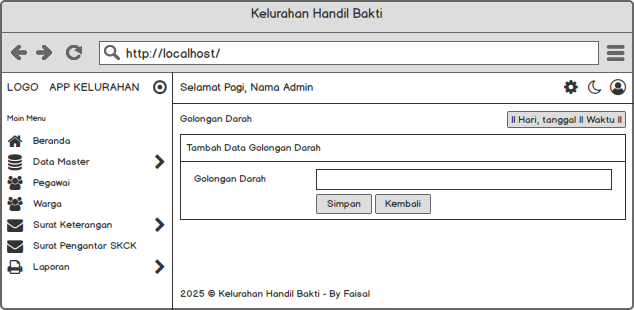 Kelurahan Handil Bakti
http://localhost/
LOGO APP KELURAHAN
Selamat Pagi, Nama Admin
Main Menu
Beranda
Data Master
Pegawai
Warga
Surat Keterangan
Surat Pengantar SKCK
Laporan
Golongan Darah
|| Hari, tanggal || Waktu ||
Tambah Data Golongan Darah
Golongan Darah
Simpan Kembali
2025 © Kelurahan Handil Bakti - By Faisal